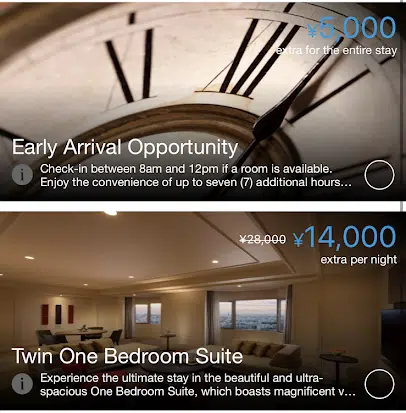 ¥5,000
extra for the entire stay
Early Arrival Opportunity
Check-in between 8am and 12pm if a room is available.
Enjoy the convenience of up to seven (7) additional hours...
¥28,000 ¥14,000
extra per night
Twin One Bedroom Suite
Experience the ultimate stay in the beautiful and ultra-
spacious One Bedroom Suite, which boasts magnificent v...